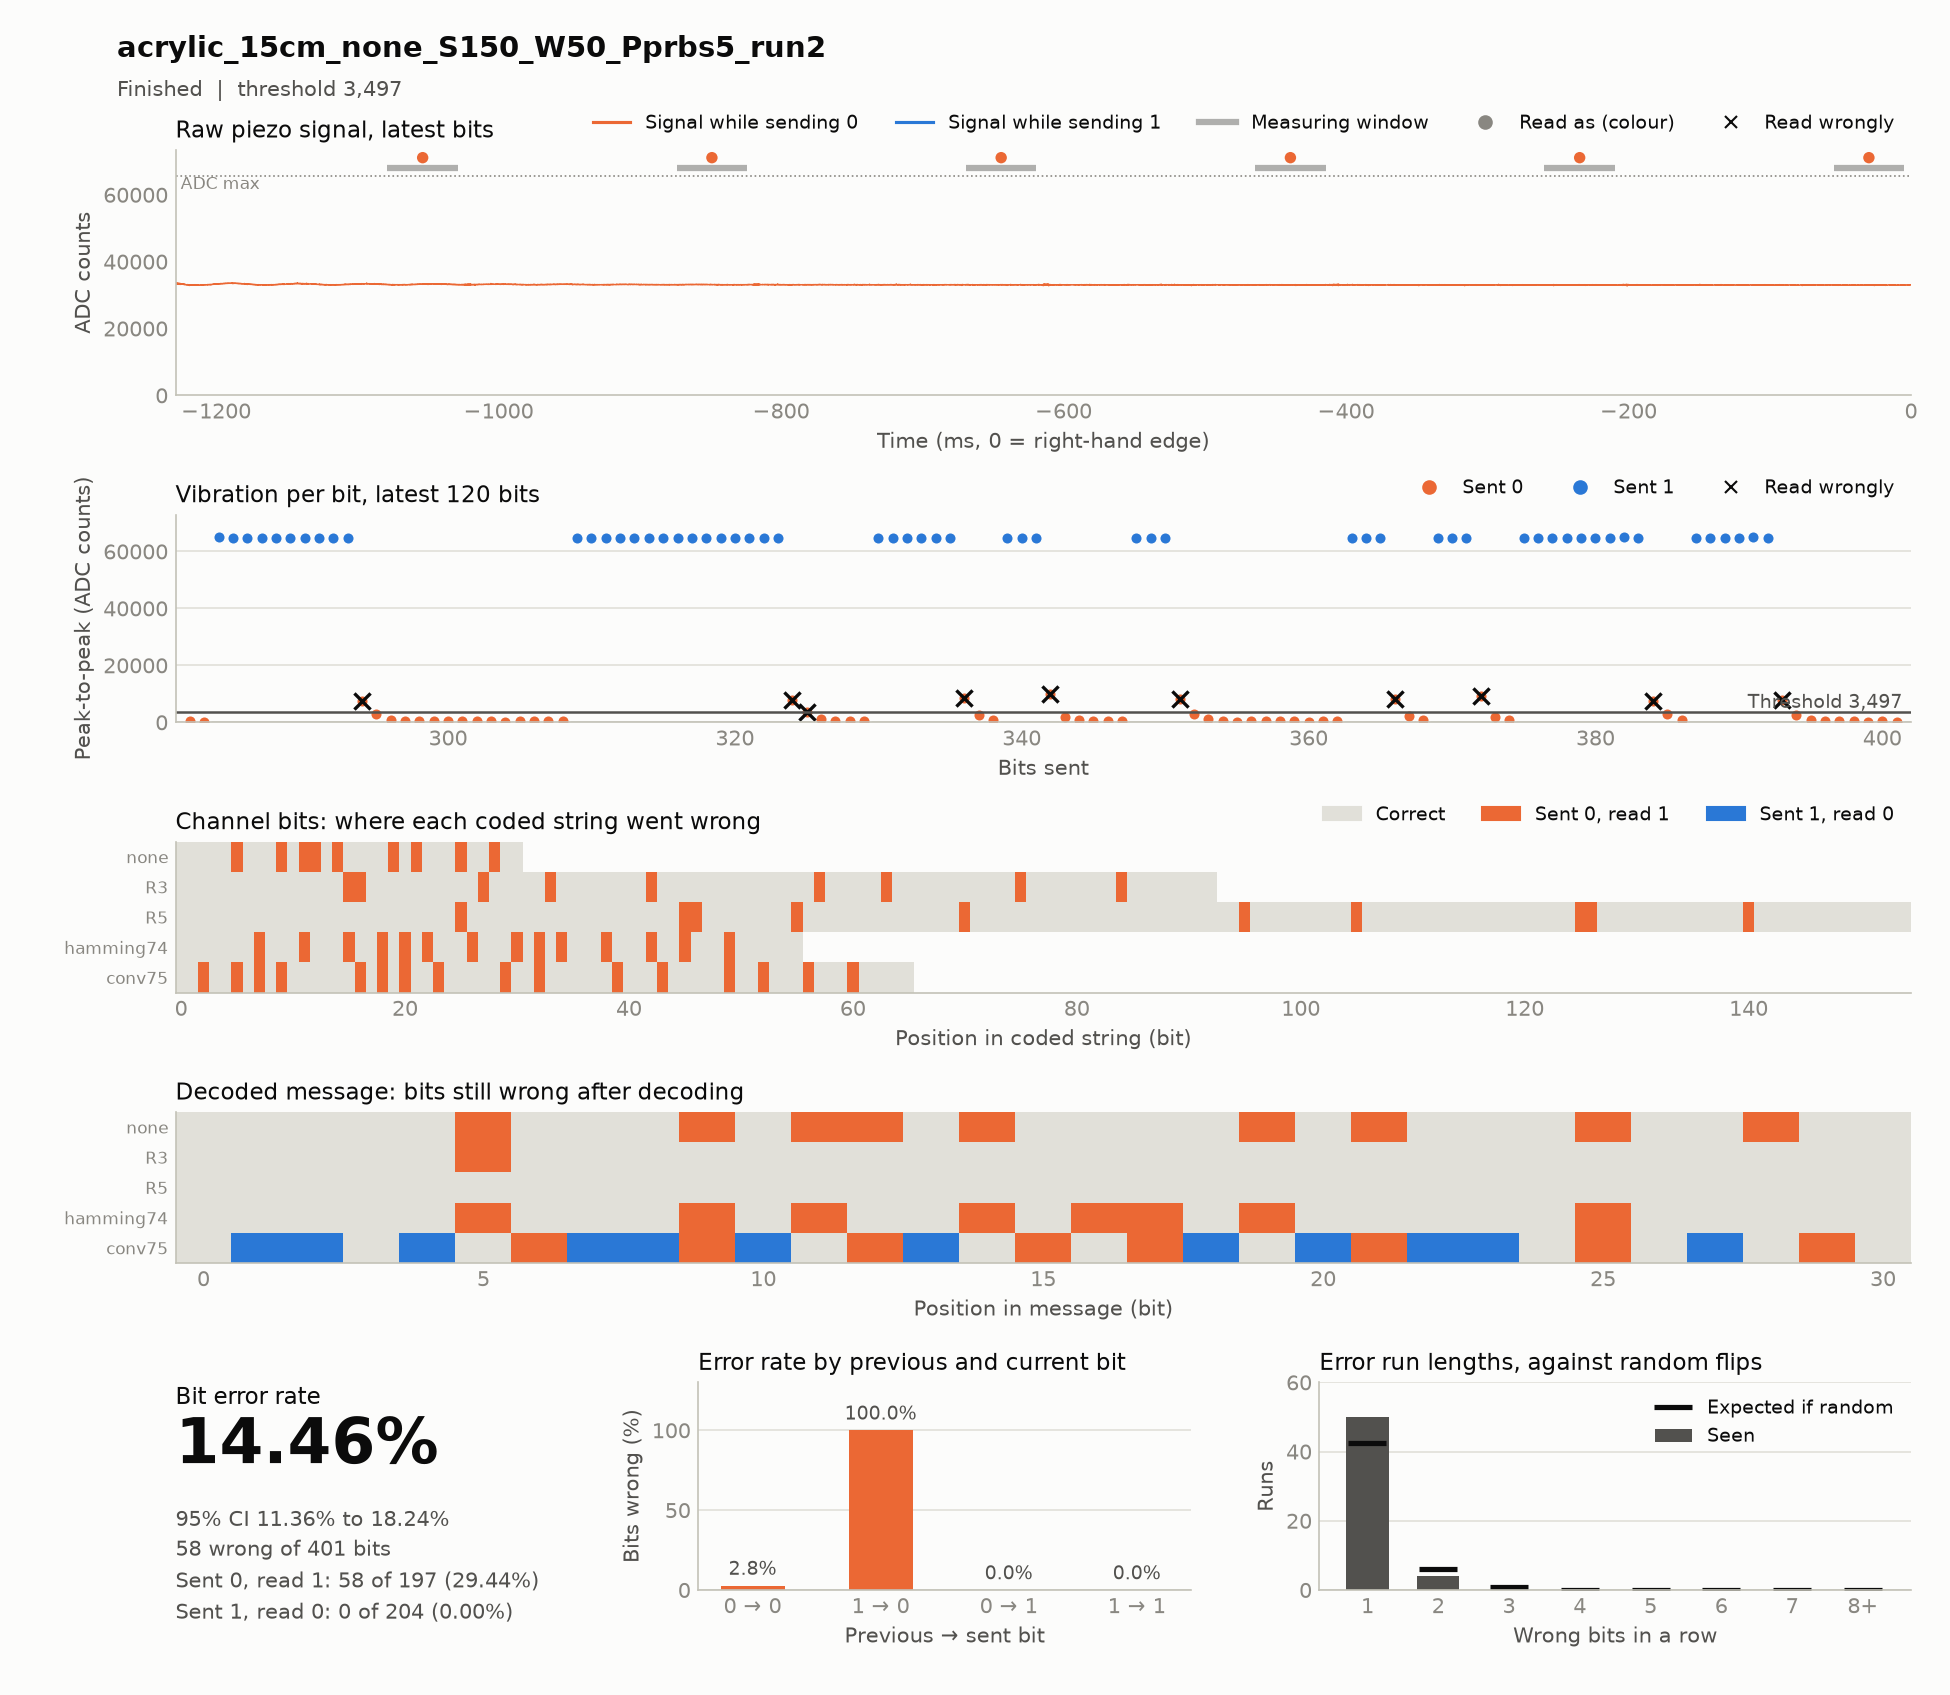 acrylic_15cm_none_S150_W50_Pprbs5_run2
Finished | threshold 3,497
Raw piezo signal, latest bits
Signal while sending 0 Signal while sending 1 Measuring window Read as (colour) Read wrongly
ADC max
ADC counts
60000
40000
20000
0
−1200 −1000 −800 −600 −400 −200 0
Time (ms, 0 = right-hand edge)
Vibration per bit, latest 120 bits
Sent 0 Sent 1 Read wrongly
Peak-to-peak (ADC counts)
60000
40000
20000
0
Threshold 3,497
300 320 340 360 380 400
Bits sent
Channel bits: where each coded string went wrong
Correct Sent 0, read 1 Sent 1, read 0
none
R3
R5
hamming74
conv75
0 20 40 60 80 100 120 140
Position in coded string (bit)
Decoded message: bits still wrong after decoding
none
R3
R5
hamming74
conv75
0 5 10 15 20 25 30
Position in message (bit)
Bit error rate
14.46%
95% CI 11.36% to 18.24%
58 wrong of 401 bits
Sent 0, read 1: 58 of 197 (29.44%)
Sent 1, read 0: 0 of 204 (0.00%)
Error rate by previous and current bit
Bits wrong (%)
100
50
0
2.8% 100.0% 0.0% 0.0%
0 → 0 1 → 0 0 → 1 1 → 1
Previous → sent bit
Error run lengths, against random flips
Expected if random
Seen
Runs
60
40
20
0
1 2 3 4 5 6 7 8+
Wrong bits in a row